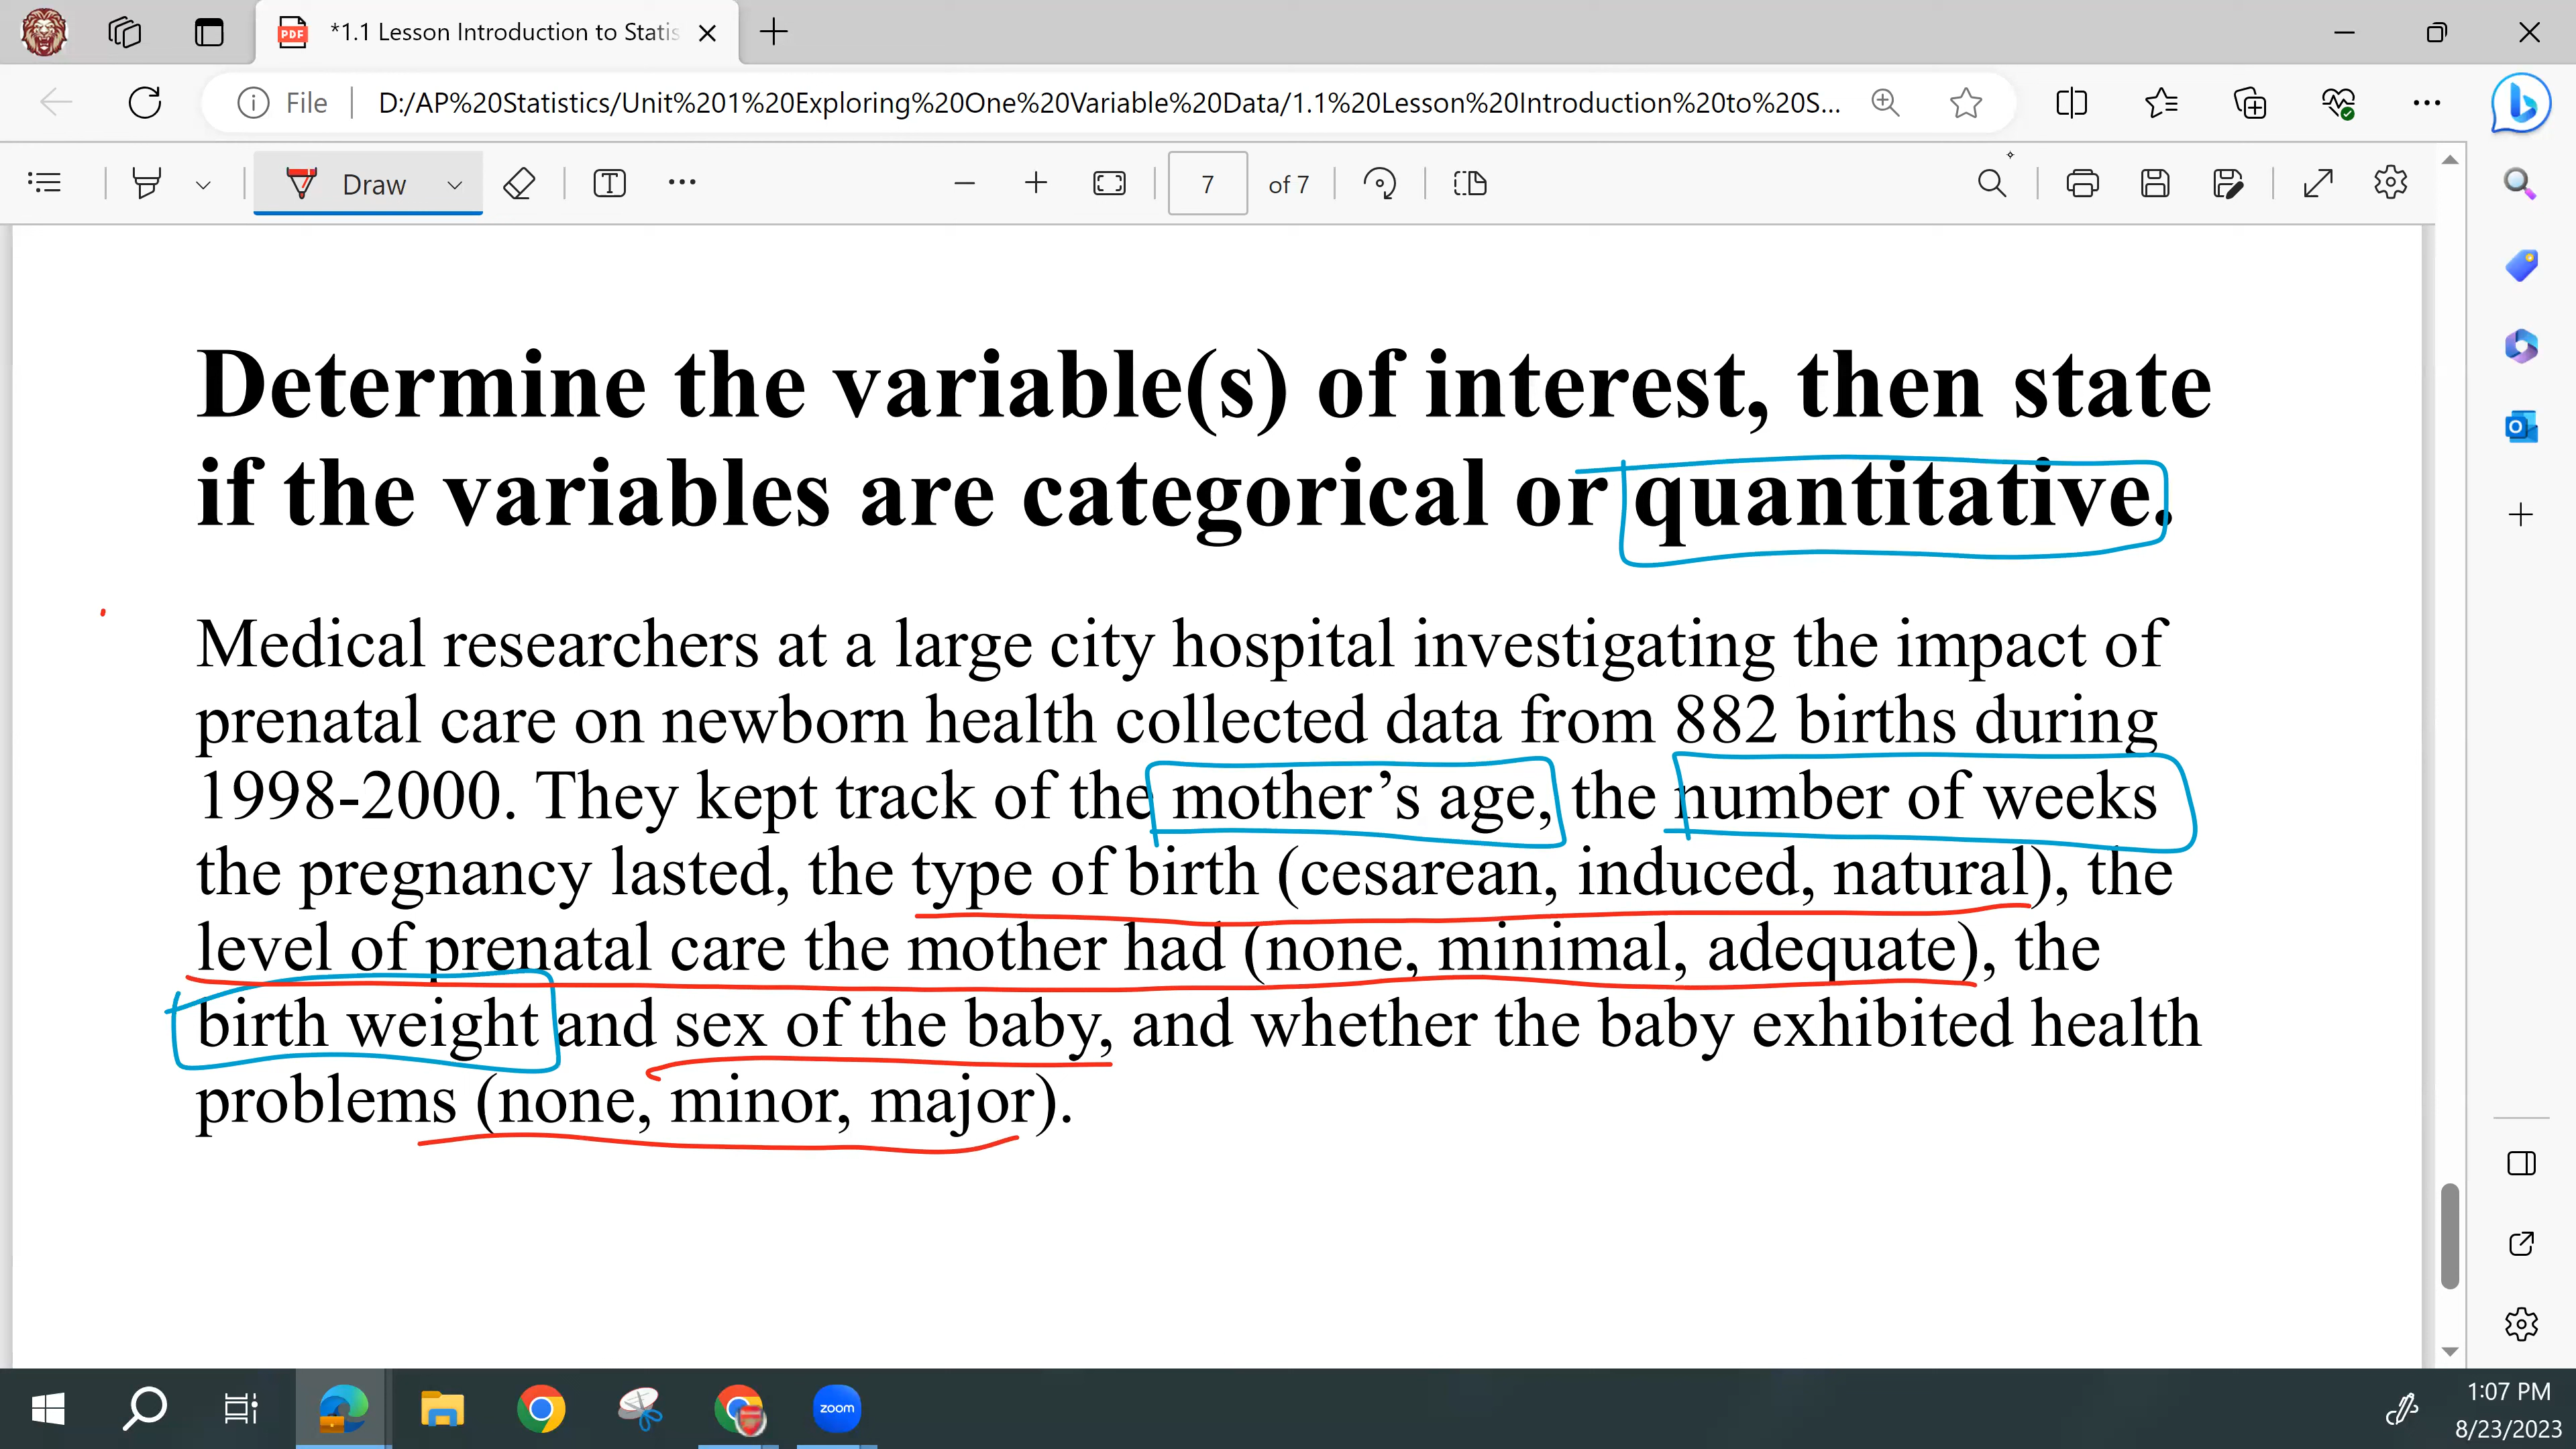 *1.1 Lesson Introduction to Statis
File
D:/AP%20Statistics/Unit%201%20Exploring%20One%20Variable%20Data/1.1%20Lesson%20Introduction%20to%20S...
Draw
7
of 7
Determine the variable(s) of interest, then state
if the variables are categorical or quantitative.
Medical researchers at a large city hospital investigating the impact of
prenatal care on newborn health collected data from 882 births during
1998-2000. They kept track of the mother’s age, the number of weeks
the pregnancy lasted, the type of birth (cesarean, induced, natural), the
level of prenatal care the mother had (none, minimal, adequate), the
birth weight and sex of the baby, and whether the baby exhibited health
problems (none, minor, major).
zoom
1:07 PM
8/23/2023